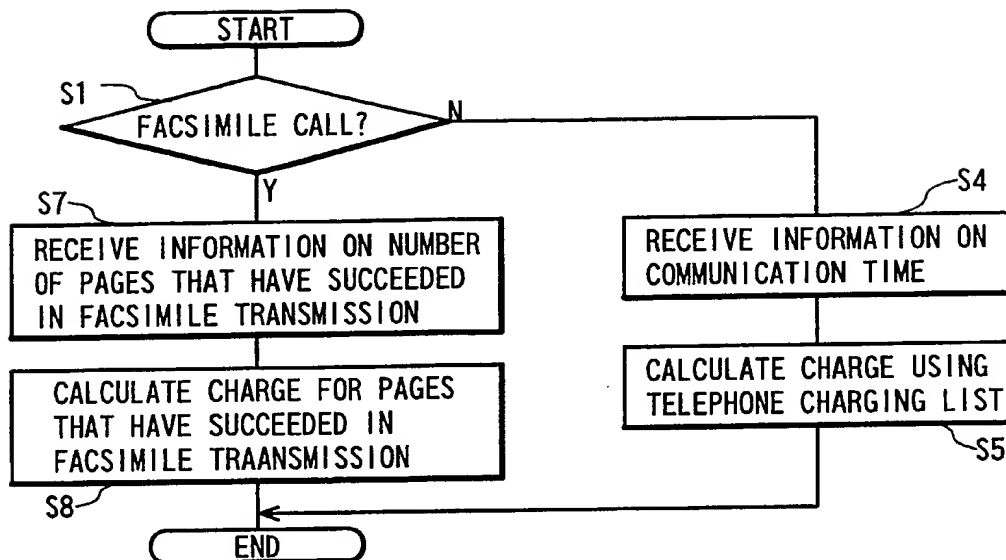 START
S1
FACSIMILE CALL?
N
Y
S7
RECEIVE INFORMATION ON NUMBER
OF PAGES THAT HAVE SUCCEEDED
IN FACSIMILE TRANSMISSION
S4
RECEIVE INFORMATION ON
COMMUNICATION TIME
CALCULATE CHARGE FOR PAGES
THAT HAVE SUCCEEDED IN
FACSIMILE TRAANSMISSION
S8
CALCULATE CHARGE USING
TELEPHONE CHARGING LIST
S5
END